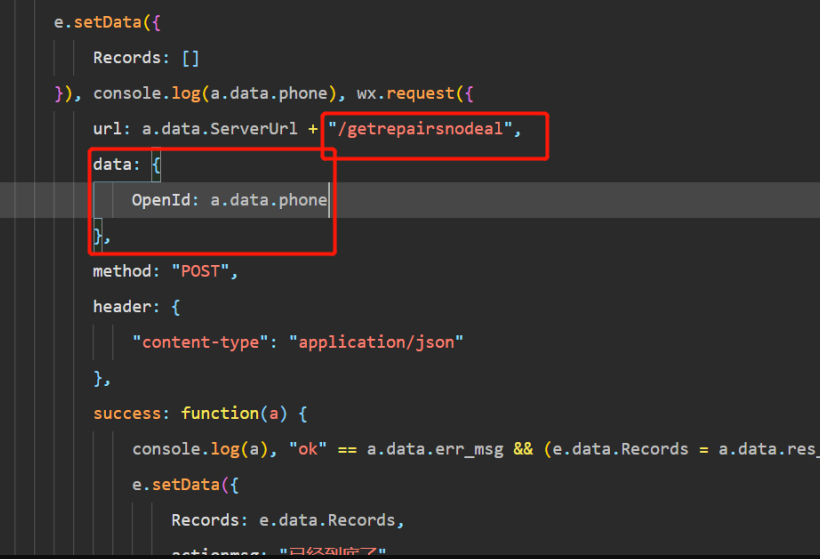 e.setData({
Records: []
}), console.log(a.data.phone), wx.request({
url: a.data.ServerUrl + "/getrepairsnodeal",
data: {
OpenId: a.data.phone
},
method: "POST",
header: {
"content-type": "application/json"
},
success: function(a) {
console.log(a), "ok" == a.data.err_msg && (e.data.Records = a.data.res_
e.setData({
Records: e.data.Records,
actionmsg: "已经到底了"